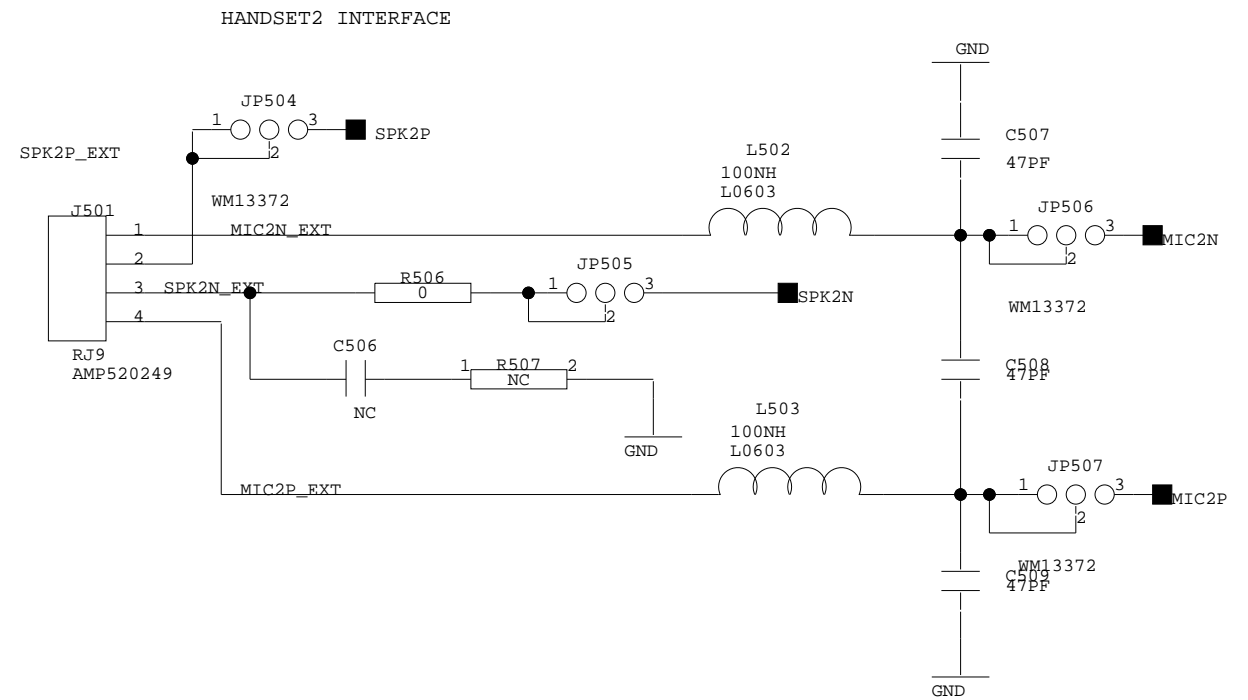 HANDSET2 INTERFACE
GND
JP504
1
3
SPK2P
2
SPK2P_EXT
C507
47PF
L502
100NH
L0603
WM13372
J501
1
MIC2N_EXT
JP506
1
3
MIC2N
2
2
3
SPK2N_EXT
R506
0
JP505
1
3
SPK2N
2
WM13372
4
RJ9
AMP520249
C506
NC
1
R507
2
NC
C508
47PF
GND
L503
100NH
L0603
MIC2P_EXT
JP507
1
3
MIC2P
2
WM13372
C509
47PF
GND